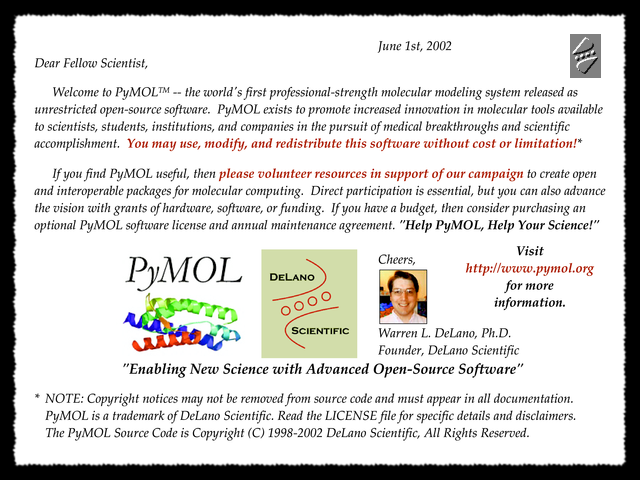 June 1st, 2002
Dear Fellow Scientist,
Welcome to PyMOL™ -- the world's first professional-strength molecular modeling system released as
unrestricted open-source software. PyMOL exists to promote increased innovation in molecular tools available
to scientists, students, institutions, and companies in the pursuit of medical breakthroughs and scientific
accomplishment. You may use, modify, and redistribute this software without cost or limitation!*
If you find PyMOL useful, then please volunteer resources in support of our campaign to create open
and interoperable packages for molecular computing. Direct participation is essential, but you can also advance
the vision with grants of hardware, software, or funding. If you have a budget, then consider purchasing an
optional PyMOL software license and annual maintenance agreement. "Help PyMOL, Help Your Science!"
PyMOL
DELANO
SCIENTIFIC
Cheers,
Warren L. DeLano, Ph.D.
Founder, DeLano Scientific
Visit
http://www.pymol.org
for more
information.
"Enabling New Science with Advanced Open-Source Software"
* NOTE: Copyright notices may not be removed from source code and must appear in all documentation.
PyMOL is a trademark of DeLano Scientific. Read the LICENSE file for specific details and disclaimers.
The PyMOL Source Code is Copyright (C) 1998-2002 DeLano Scientific, All Rights Reserved.